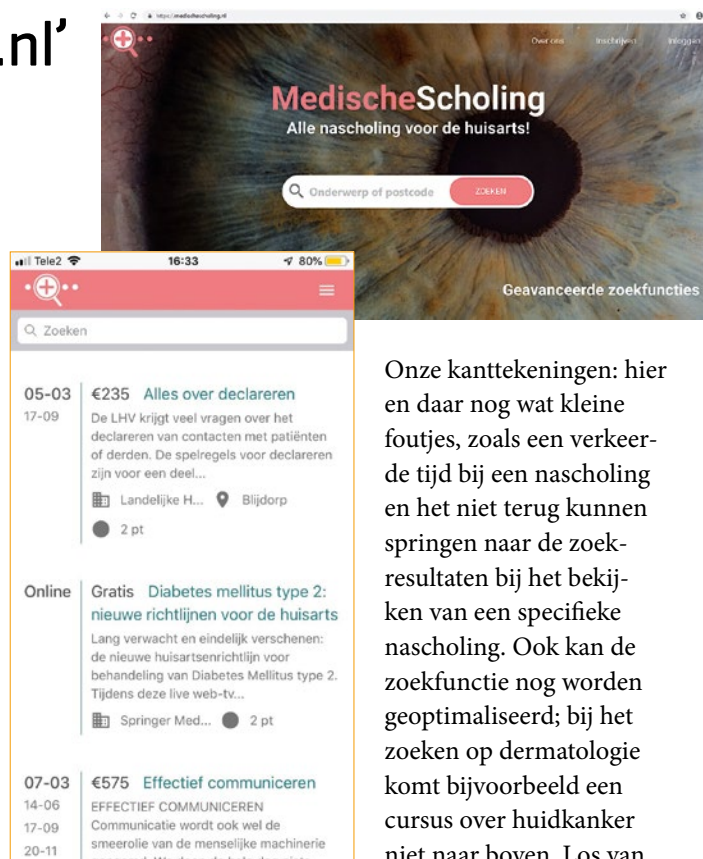 .nl’
https://medischescholing.nl
Over ons Inschrijven Inloggen
MedischeScholing
Alle nascholing voor de huisarts!
Onderwerp of postcode ZOEKEN
Geavanceerde zoekfuncties
Tele2 16:33 80%
Zoeken
05-03 €235 Alles over declareren
17-09 De LHV krijgt veel vragen over het
declareren van contacten met patiënten
of derden. De spelregels voor declareren
zijn voor een deel...
Landelijke H... Blijdorp
2 pt
Online Gratis Diabetes mellitus type 2:
nieuwe richtlijnen voor de huisarts
Lang verwacht en eindelijk verschenen:
de nieuwe huisartsenrichtlijn voor
behandeling van Diabetes Mellitus type 2.
Tijdens deze live web-tv...
Springer Med... 2 pt
07-03 €575 Effectief communiceren
14-06 EFFECTIEF COMMUNICEREN
17-09 Communicatie wordt ook wel de
20-11 smeerolie van de menselijke machinerie
Onze kanttekeningen: hier
en daar nog wat kleine
foutjes, zoals een verkeer-
de tijd bij een nascholing
en het niet terug kunnen
springen naar de zoek-
resultaten bij het bekij-
ken van een specifieke
nascholing. Ook kan de
zoekfunctie nog worden
geoptimaliseerd; bij het
zoeken op dermatologie
komt bijvoorbeeld een
cursus over huidkanker
niet naar boven. Los van